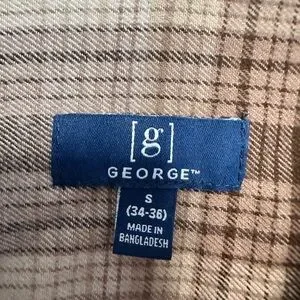 [g]
GEORGE™
S
(34-36)
MADE IN
BANGLADESH